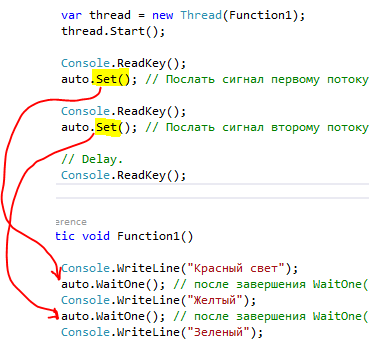 var thread = new Thread(Function1);
thread.Start();
Console.ReadKey();
auto.Set(); // Послать сигнал первому потоку
Console.ReadKey();
auto.Set(); // Послать сигнал второму потоку
// Delay.
Console.ReadKey();
erence
tic void Function1()
Console.WriteLine("Красный свет");
auto.WaitOne(); // после завершения WaitOne(
Console.WriteLine("Желтый");
auto.WaitOne(); // после завершения WaitOne(
Console.WriteLine("Зеленый");